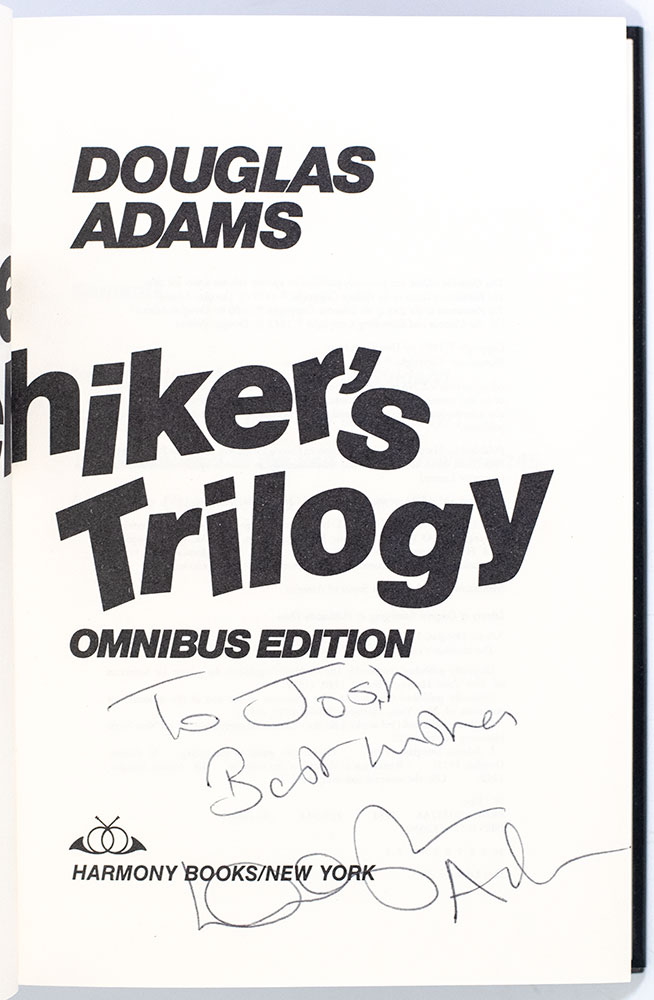 DOUGLAS
ADAMS
hiker's
Trilogy
OMNIBUS EDITION
To Josh
Best wishes
HARMONY BOOKS/NEW YORK